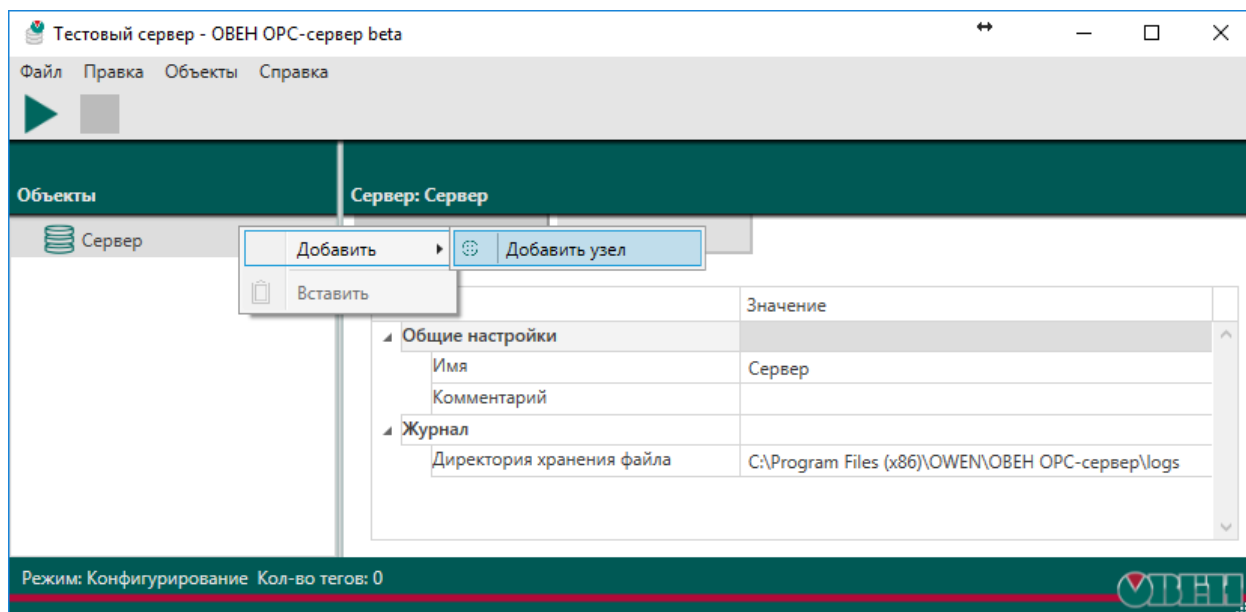 Тестовый сервер - ОВЕН OPC-сервер beta
Файл Правка Объекты Справка
Объекты
Сервер: Сервер
Сервер
Добавить
Добавить узел
Вставить
Значение
Общие настройки
Имя Сервер
Комментарий
Журнал
Директория хранения файла C:\Program Files (x86)\OWEN\ОВЕН OPC-сервер\logs
Режим: Конфигурирование Кол-во тегов: 0
ОВЕН